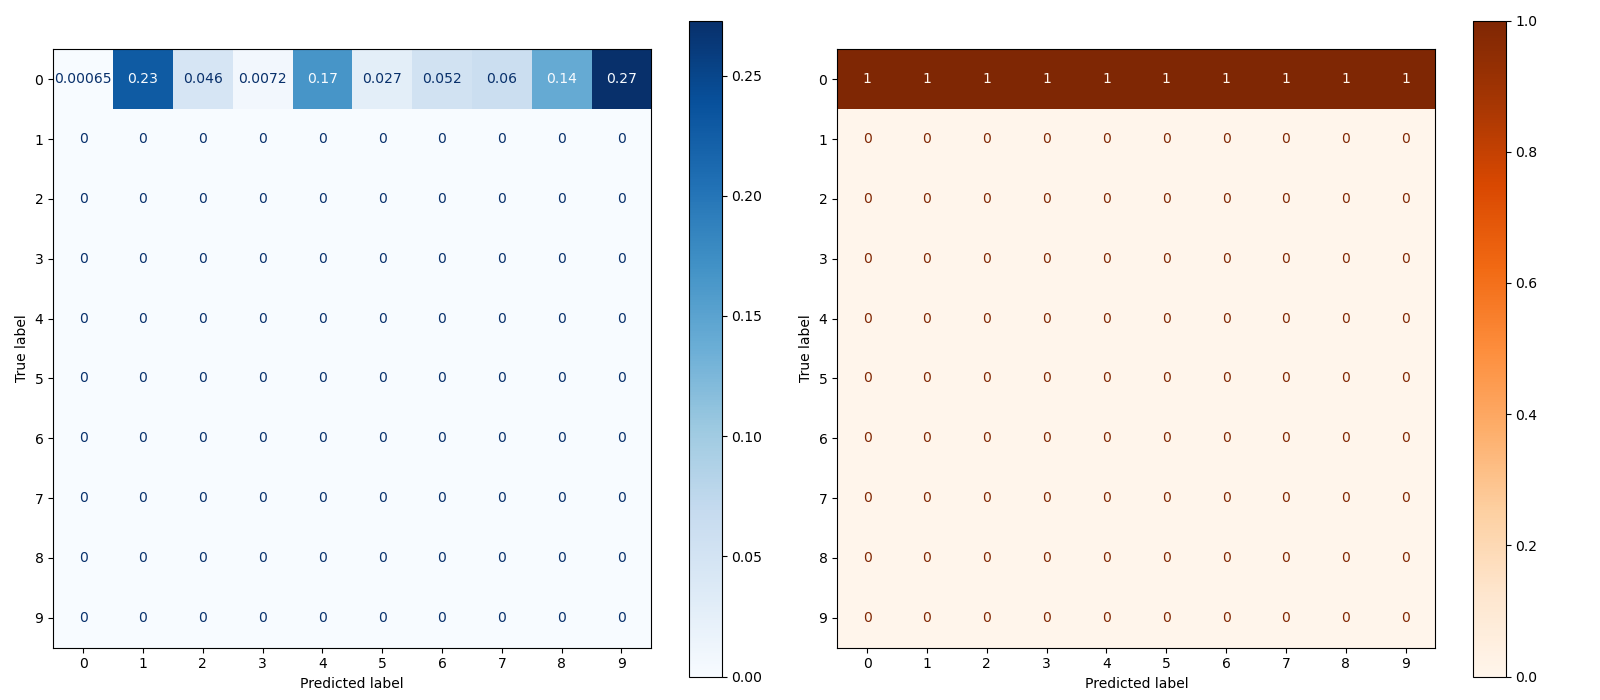 0 0.00065 0.23 0.046 0.0072 0.17 0.027 0.052 0.06 0.14 0.27
1 0 0 0 0 0 0 0 0 0 0
2 0 0 0 0 0 0 0 0 0 0
3 0 0 0 0 0 0 0 0 0 0
4 0 0 0 0 0 0 0 0 0 0
5 0 0 0 0 0 0 0 0 0 0
6 0 0 0 0 0 0 0 0 0 0
7 0 0 0 0 0 0 0 0 0 0
8 0 0 0 0 0 0 0 0 0 0
9 0 0 0 0 0 0 0 0 0 0
0 1 2 3 4 5 6 7 8 9
True label
Predicted label
0.25
0.20
0.15
0.10
0.05
0.00
0 1 1 1 1 1 1 1 1 1 1
1 0 0 0 0 0 0 0 0 0 0
2 0 0 0 0 0 0 0 0 0 0
3 0 0 0 0 0 0 0 0 0 0
4 0 0 0 0 0 0 0 0 0 0
5 0 0 0 0 0 0 0 0 0 0
6 0 0 0 0 0 0 0 0 0 0
7 0 0 0 0 0 0 0 0 0 0
8 0 0 0 0 0 0 0 0 0 0
9 0 0 0 0 0 0 0 0 0 0
0 1 2 3 4 5 6 7 8 9
True label
Predicted label
1.0
0.8
0.6
0.4
0.2
0.0